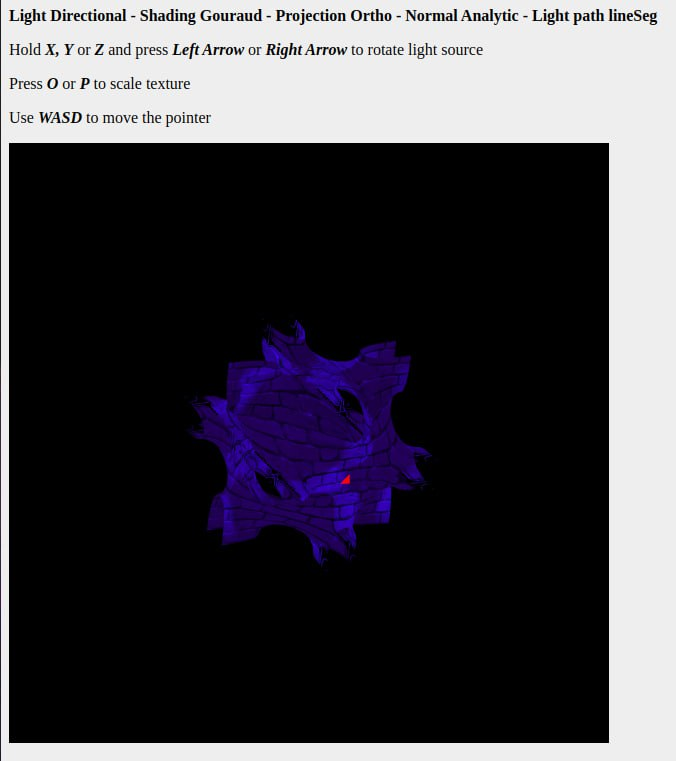 Light Directional - Shading Gouraud - Projection Ortho - Normal Analytic - Light path lineSeg
Hold X, Y or Z and press Left Arrow or Right Arrow to rotate light source
Press O or P to scale texture
Use WASD to move the pointer